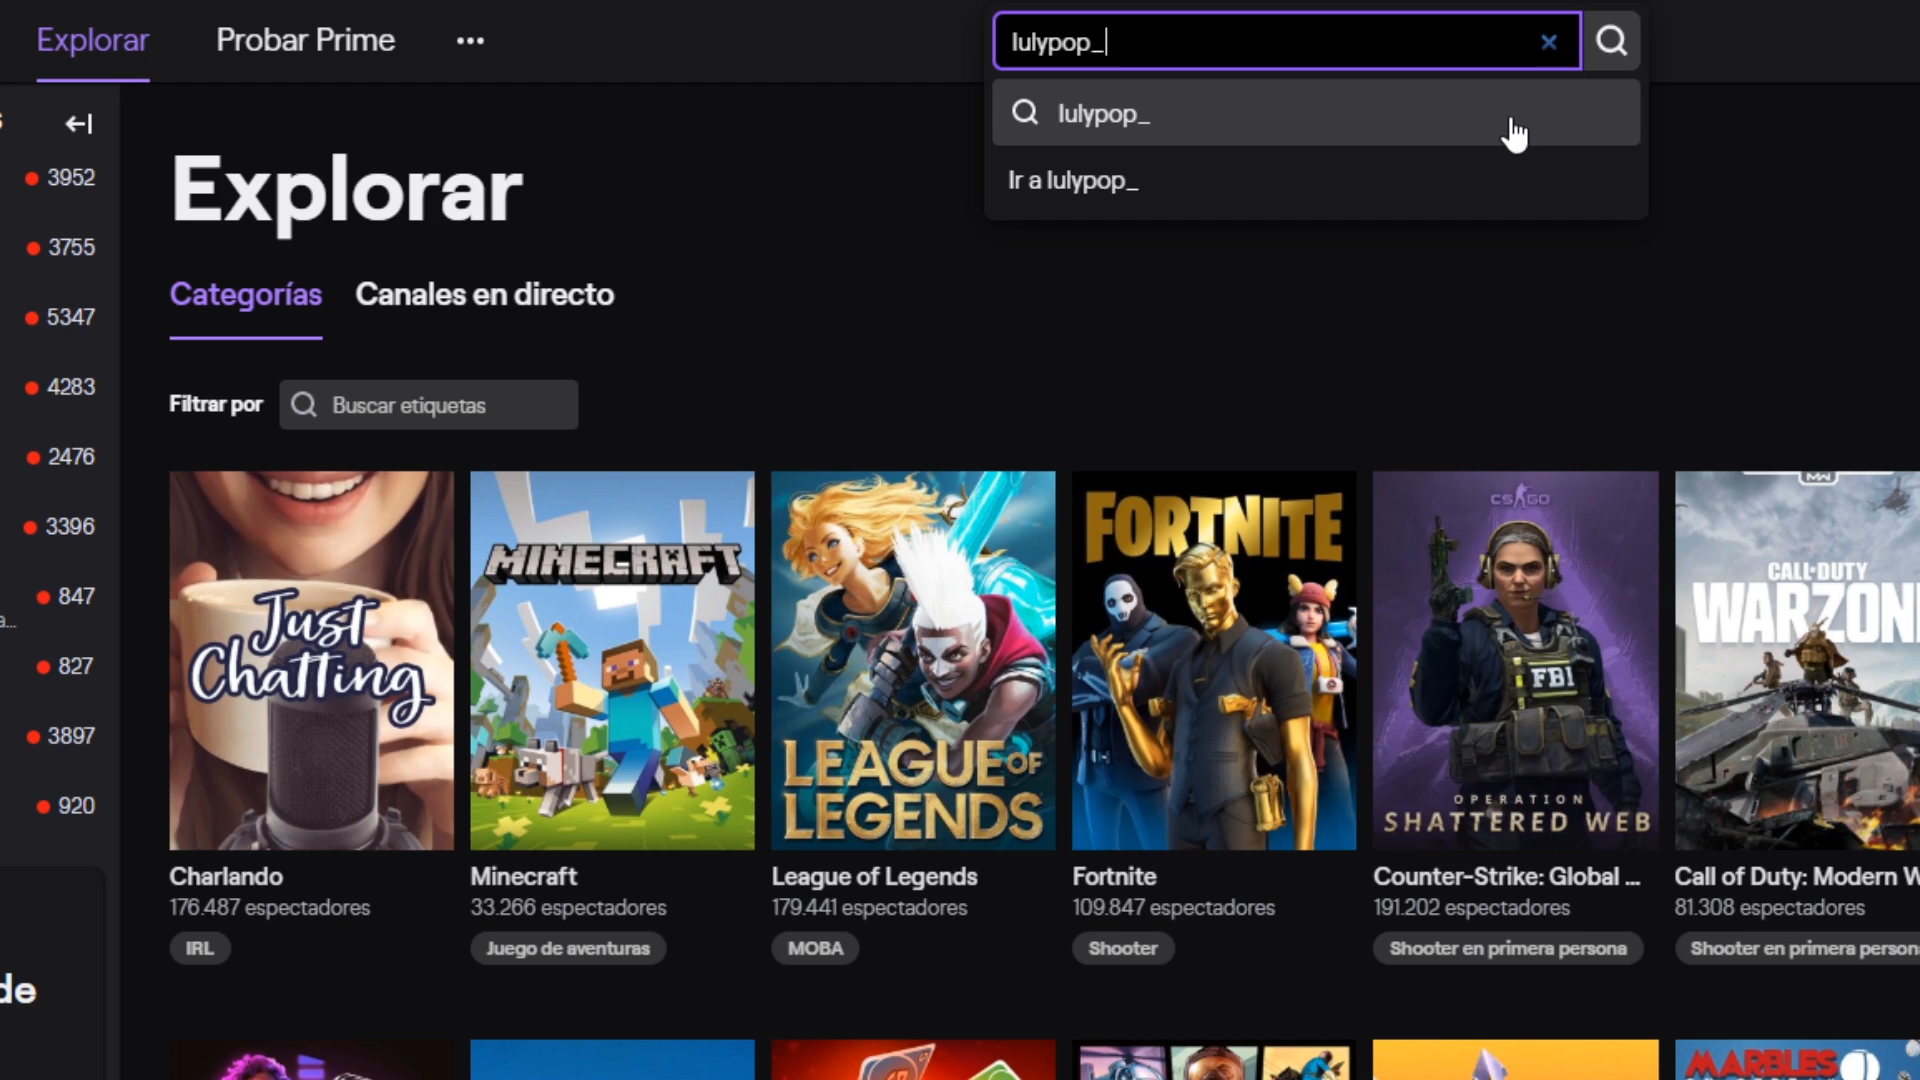 Explorar
Probar Prime
lulypop_
lulypop_
Ir a lulypop_
3952
3755
5347
4283
2476
3396
847
a...
827
3897
920
de
Explorar
Categorías
Canales en directo
Filtrar por
Buscar etiquetas
Just
Chatting
MINECRAFT
LEAGUE OF
LEGENDS
FORTNITE
CS GO
FBI
OPERATION
SHATTERED WEB
MW
CALL OF DUTY
WARZON
Charlando
176.487 espectadores
IRL
Minecraft
33.266 espectadores
Juego de aventuras
League of Legends
179.441 espectadores
MOBA
Fortnite
109.847 espectadores
Shooter
Counter-Strike: Global ...
191.202 espectadores
Shooter en primera persona
Call of Duty: Modern W
81.308 espectadores
Shooter en primera person
MARBLES